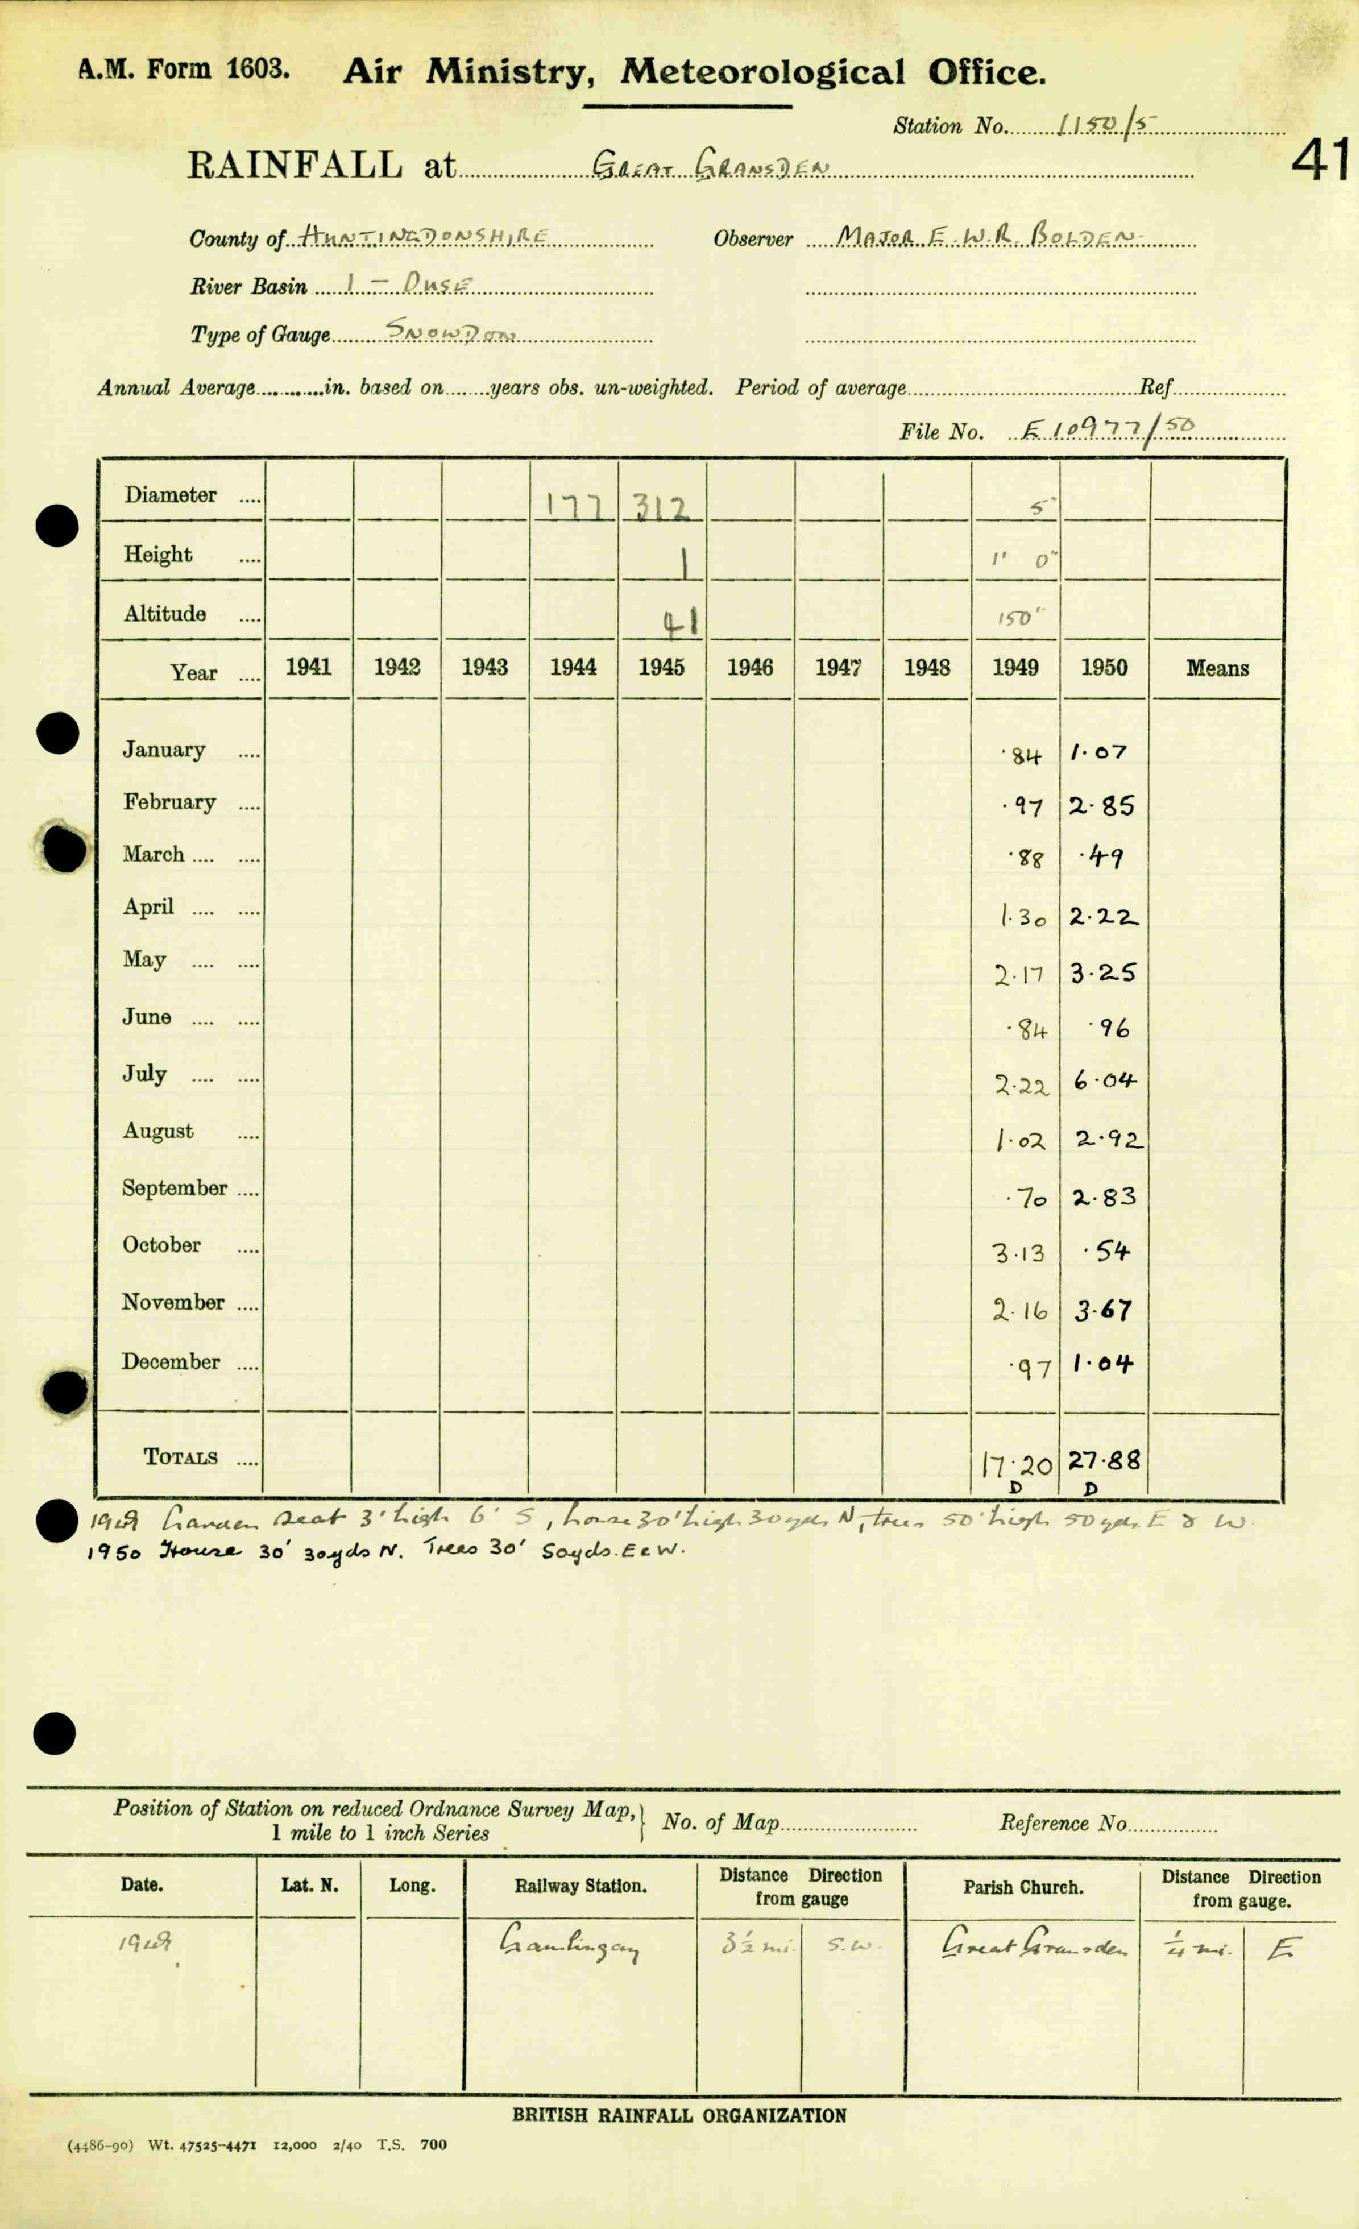 A.M. Form 1603. Air Ministry, Meteorological Office.
Station No. 1150/5
41
RAINFALL at GREAT GRANSDEN
County of HUNTINGDONSHIRE Observer MAJOR E. W. R. BOLDEN
River Basin 1 - OUSE
Type of Gauge SNOWDON
Annual Average in. based on years obs. un-weighted. Period of average Ref.
File No. E 10977/50
Diameter .... 177 312 5"
Height .... 1 1' 0"
Altitude .... 41 150'
Year .... 1941 1942 1943 1944 1945 1946 1947 1948 1949 1950 Means
January .... .84 1.07
February .... .97 2.85
March .... .... .88 .49
April .... .... 1.30 2.22
May .... .... 2.17 3.25
June .... .... .84 .96
July .... .... 2.22 6.04
August .... 1.02 2.92
September .... .70 2.83
October .... 3.13 .54
November .... 2.16 3.67
December .... .97 1.04
TOTALS .... 17.20 27.88
D D
Garden seat 3' high 6' S, house 30' high 30 yds N, trees 50' high 50 yds E & W.
1950 House 30' 30yds N. Trees 30' 50yds. E & W.
Position of Station on reduced Ordnance Survey Map, } No. of Map Reference No.
1 mile to 1 inch Series
Date. Lat. N. Long. Railway Station. Distance Direction from gauge Parish Church. Distance Direction from gauge.
Gamlingay 3½ mi. S.W. Great Gransden ¼ mi. E
BRITISH RAINFALL ORGANIZATION
(4486-90) Wt. 47525-4471 12,000 2/40 T.S. 700